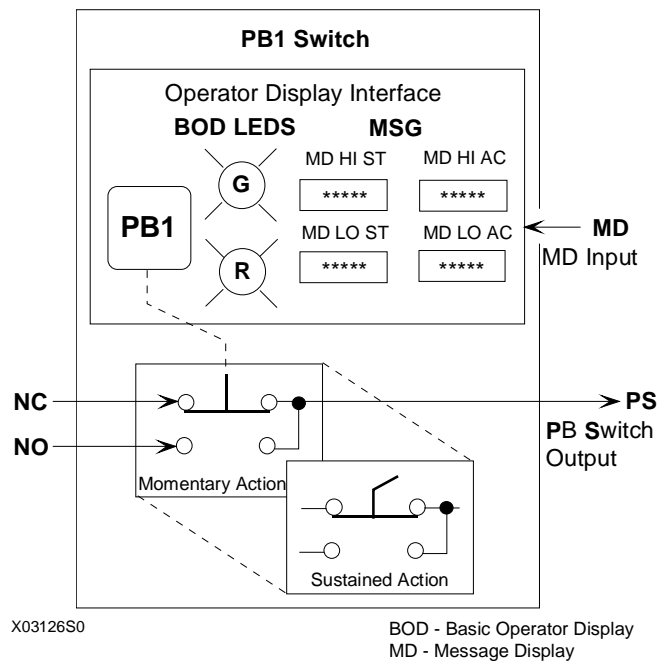 PB1 Switch
Operator Display Interface
BOD LEDS MSG
MD HI ST MD HI AC
G
***** *****
PB1
MD LO ST MD LO AC
R
***** *****
MD
MD Input
NC
PS
NO
PB Switch
Output
Momentary Action
Sustained Action
X03126S0
BOD - Basic Operator Display
MD - Message Display